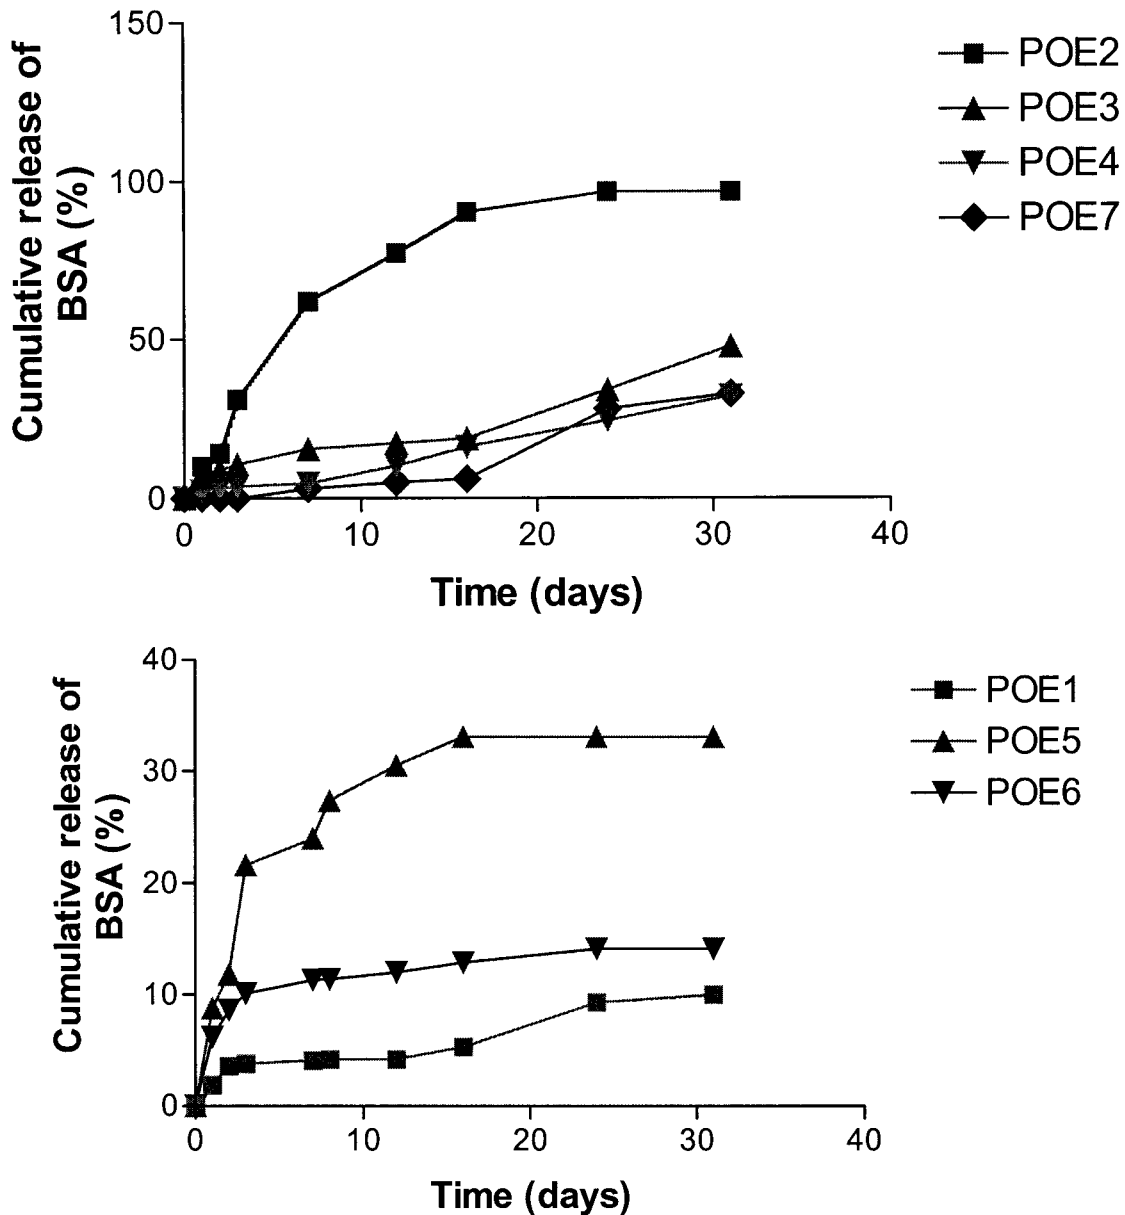 Cumulative release of
BSA (%)
150
100
50
0
0 10 20 30 40
Time (days)
POE2
POE3
POE4
POE7
Cumulative release of
BSA (%)
40
30
20
10
0
0 10 20 30 40
Time (days)
POE1
POE5
POE6